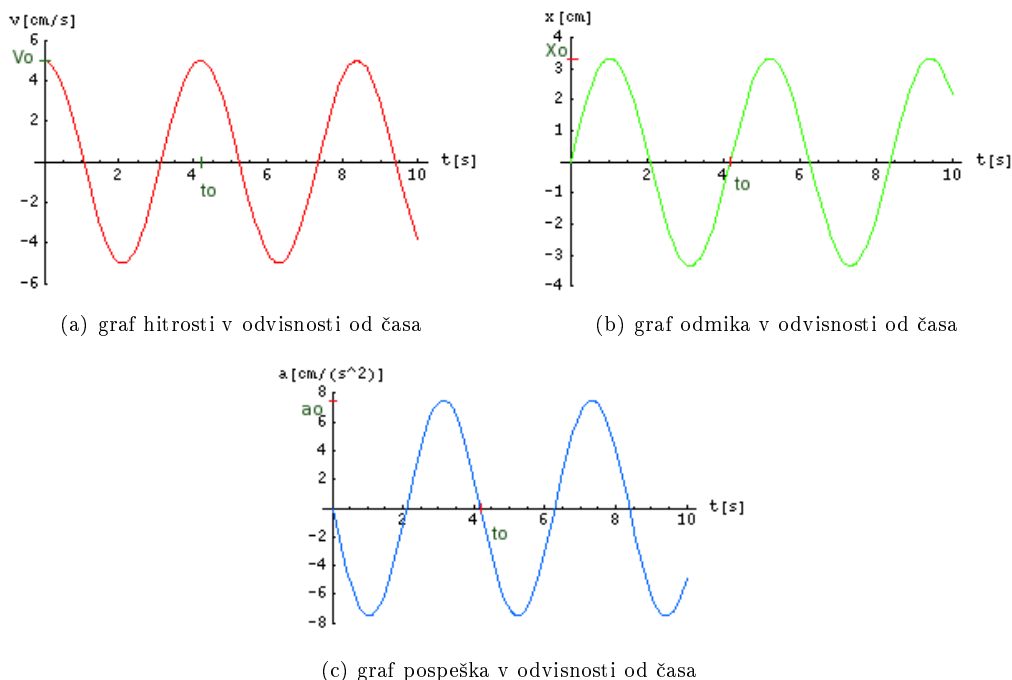 v[cm/s]
6
Vo
4
2
-2
-4
-6
2
4
6
8
10
to
t[s]
(a) graf hitrosti v odvisnosti od časa
x[cm]
4
Xo
3
2
1
-1
-2
-3
-4
2
4
6
8
10
to
t[s]
(b) graf odmika v odvisnosti od časa
a[cm/(s^2)]
8
ao
6
4
2
-2
-4
-6
-8
2
4
6
8
10
to
t[s]
(c) graf pospeška v odvisnosti od časa